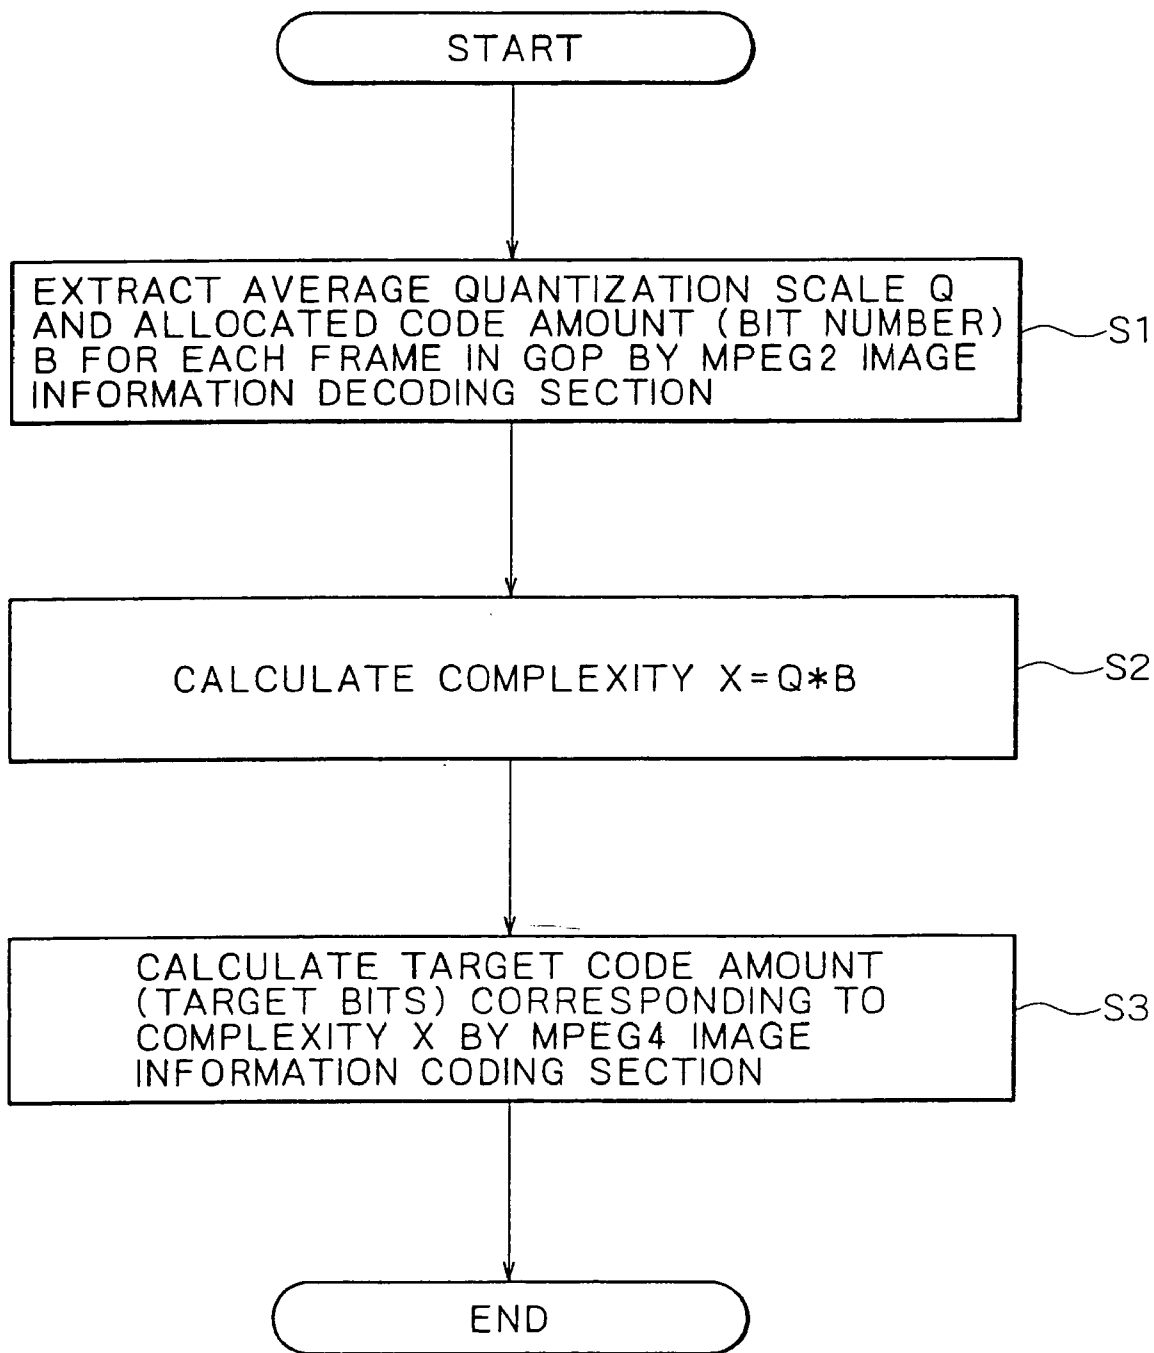 START
EXTRACT AVERAGE QUANTIZATION SCALE Q
AND ALLOCATED CODE AMOUNT (BIT NUMBER)
B FOR EACH FRAME IN GOP BY MPEG2 IMAGE
INFORMATION DECODING SECTION
S1
CALCULATE COMPLEXITY X=Q*B
S2
CALCULATE TARGET CODE AMOUNT
(TARGET BITS) CORRESPONDING TO
COMPLEXITY X BY MPEG4 IMAGE
INFORMATION CODING SECTION
S3
END